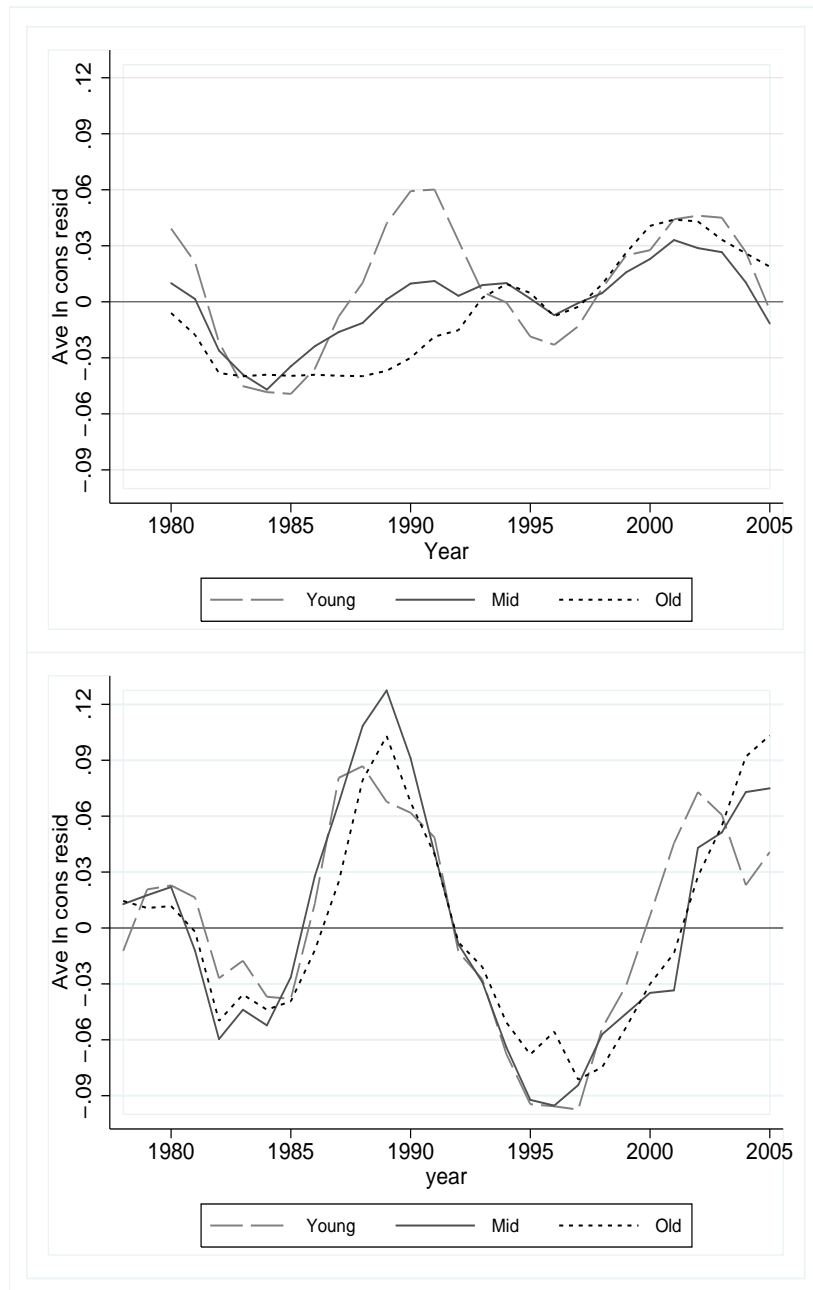 Ave ln cons resid
.12
.09
.06
.03
0
−.03
−.06
−.09
1980 1985 1990 1995 2000 2005
Year
Young Mid Old
Ave ln cons resid
.12
.09
.06
.03
0
−.03
−.06
−.09
1980 1985 1990 1995 2000 2005
year
Young Mid Old